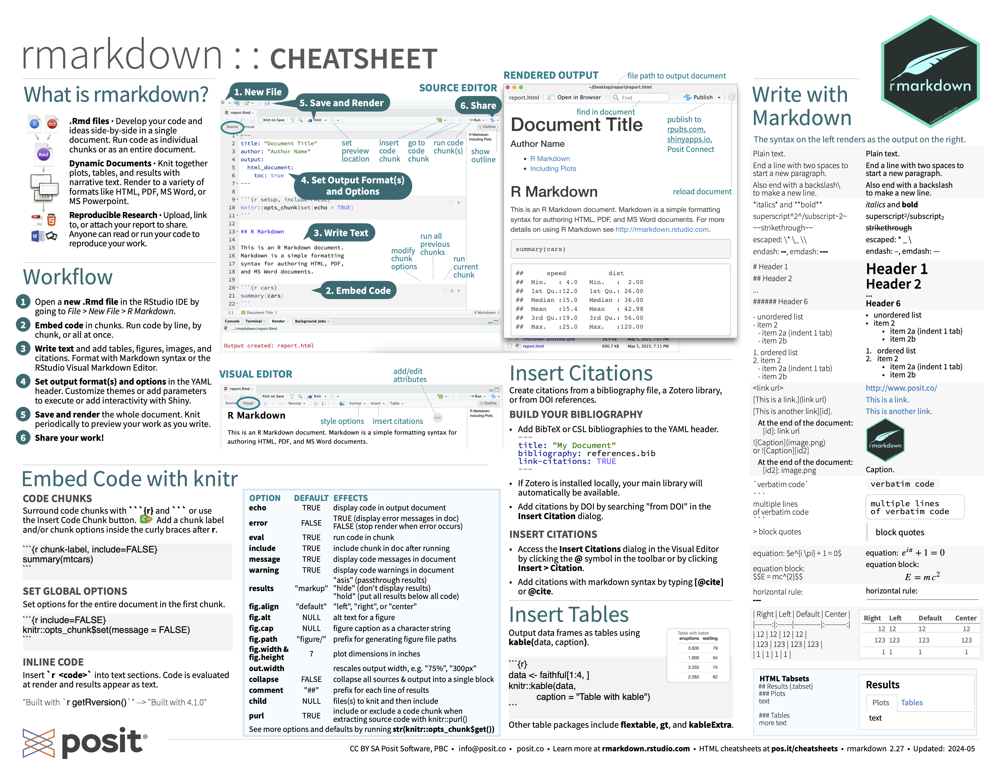 rmarkdown : : CHEATSHEET
What is rmarkdown?
R
md
Rmd
PDF
HTML
W
.Rmd files · Develop your code and
ideas side-by-side in a single
document. Run code as individual
chunks or as an entire document.
Dynamic Documents · Knit together
plots, tables, and results with
narrative text. Render to a variety of
formats like HTML, PDF, MS Word, or
MS Powerpoint.
Reproducible Research · Upload, link
to, or attach your report to share.
Anyone can read or run your code to
reproduce your work.
Workflow
1 Open a new .Rmd file in the RStudio IDE by
going to File > New File > R Markdown.
2 Embed code in chunks. Run code by line, by
chunk, or all at once.
3 Write text and add tables, figures, images, and
citations. Format with Markdown syntax or the
RStudio Visual Markdown Editor.
4 Set output format(s) and options in the YAML
header. Customize themes or add parameters
to execute or add interactivity with Shiny.
5 Save and render the whole document. Knit
periodically to preview your work as you write.
6 Share your work!
SOURCE EDITOR
1. New File
5. Save and Render
6. Share
report.Rmd
Knit on Save
ABC
Knit
Run
Source Visual
Outline
R Markdown
Including Plots
set
preview
location
insert
code
chunk
go to
code
chunk
run code
chunk(s)
show
outline
1 ---
2 title: "Document Title"
3 author: "Author Name"
4 output:
5 html_document:
6 toc: true
7 ---
8
4. Set Output Format(s)
and Options
9 ```{r setup, include=FALSE}
10 knitr::opts_chunk$set(echo = TRUE)
11 ```
12
13 ## R Markdown
14
3. Write Text
15 This is an R Markdown document.
16 Markdown is a simple formatting
17 syntax for authoring HTML, PDF,
18 and MS Word documents.
19
modify
chunk
options
run all
previous
chunks
run
current
chunk
20 ```{r cars}
21 summary(cars)
22 ```
2. Embed Code
1:1 Document Title R Markdown
Console Terminal Render Background Jobs
.../rmarkdown/report.Rmd
Output created: report.html
RENDERED OUTPUT
file path to output document
~/Desktop/report/report.html
report.html Open in Browser Find Publish
find in document
publish to
rpubs.com,
shinyapps.io,
Posit Connect
reload document
Document Title
Author Name
• R Markdown
• Including Plots
R Markdown
This is an R Markdown document. Markdown is a simple formatting
syntax for authoring HTML, PDF, and MS Word documents. For more
details on using R Markdown see http://rmarkdown.rstudio.com.
summary(cars)
## speed dist
## Min. : 4.0 Min. : 2.00
## 1st Qu.:12.0 1st Qu.: 26.00
## Median :15.0 Median : 36.00
## Mean :15.4 Mean : 42.98
## 3rd Qu.:19.0 3rd Qu.: 56.00
## Max. :25.0 Max. :120.00
rmarkdown-accessible.qmd 38.4 KB May 5, 2023, 7:07 PM
report.html 690.7 KB May 5, 2023, 7:11 PM
VISUAL EDITOR
add/edit
attributes
report.Rmd
Knit on Save
ABC
Knit
Run
Source Visual B I </> Normal Format Insert Table Outline
R Markdown
style options
insert citations
R Markdown
Including Plots
This is an R Markdown document. Markdown is a simple formatting syntax for
authoring HTML, PDF, and MS Word documents.
Embed Code with knitr
CODE CHUNKS
Surround code chunks with ```{r} and ``` or use
the Insert Code Chunk button. C Add a chunk label
and/or chunk options inside the curly braces after r.
```{r chunk-label, include=FALSE}
summary(mtcars)
```
SET GLOBAL OPTIONS
Set options for the entire document in the first chunk.
```{r include=FALSE}
knitr::opts_chunk$set(message = FALSE)
```
INLINE CODE
Insert `r <code>` into text sections. Code is evaluated
at render and results appear as text.
"Built with `r getRversion()`" --> "Built with 4.1.0"
OPTION DEFAULT EFFECTS
echo TRUE display code in output document
error FALSE TRUE (display error messages in doc)
FALSE (stop render when error occurs)
eval TRUE run code in chunk
include TRUE include chunk in doc after running
message TRUE display code messages in document
warning TRUE display code warnings in document
results "markup" "asis" (passthrough results)
"hide" (don't display results)
"hold" (put all results below all code)
fig.align "default" "left", "right", or "center"
fig.alt NULL alt text for a figure
fig.cap NULL figure caption as a character string
fig.path "figure/" prefix for generating figure file paths
fig.width &
fig.height 7 plot dimensions in inches
out.width rescales output width, e.g. "75%", "300px"
collapse FALSE collapse all sources & output into a single block
comment "##" prefix for each line of results
child NULL files(s) to knit and then include
purl TRUE include or exclude a code chunk when
extracting source code with knitr::purl()
See more options and defaults by running str(knitr::opts_chunk$get())
Insert Citations
Create citations from a bibliography file, a Zotero library,
or from DOI references.
BUILD YOUR BIBLIOGRAPHY
• Add BibTeX or CSL bibliographies to the YAML header.
---
title: "My Document"
bibliography: references.bib
link-citations: TRUE
---
• If Zotero is installed locally, your main library will
automatically be available.
• Add citations by DOI by searching "from DOI" in the
Insert Citation dialog.
INSERT CITATIONS
• Access the Insert Citations dialog in the Visual Editor
by clicking the @ symbol in the toolbar or by clicking
Insert > Citation.
• Add citations with markdown syntax by typing [@cite]
or @cite.
Insert Tables
Output data frames as tables using
kable(data, caption).
Table with kable
eruptions waiting
3.600 79
1.800 54
3.333 74
2.283 62
```{r}
data <- faithful[1:4, ]
knitr::kable(data,
caption = "Table with kable")
```
Other table packages include flextable, gt, and kableExtra.
rmarkdown
rmarkdown.rstudio.com
Write with
Markdown
The syntax on the left renders as the output on the right.
Plain text. Plain text.
End a line with two spaces to End a line with two spaces to
start a new paragraph. start a new paragraph.
Also end with a backslash\ Also end with a backslash
to make a new line. to make a new line.
*italics* and **bold** italics and bold
superscript^2^/subscript~2~ superscript²/subscript₂
~~strikethrough~~ strikethrough
escaped: \* \_ \\ escaped: * _ \
endash: --, emdash: --- endash: –, emdash: —
# Header 1 Header 1
## Header 2 Header 2
... ...
###### Header 6 Header 6
- unordered list • unordered list
- item 2 • item 2
- item 2a (indent 1 tab) • item 2a (indent 1 tab)
- item 2b • item 2b
1. ordered list 1. ordered list
2. item 2 2. item 2
- item 2a (indent 1 tab) • item 2a (indent 1 tab)
- item 2b • item 2b
<link url> http://www.posit.co/
[This is a link.](link url) This is a link.
[This is another link][id]. This is another link.
At the end of the document:
[id]: link url
![Caption](image.png)
or ![Caption][id2]
rmarkdown
At the end of the document:
[id2]: image.png Caption.
`verbatim code` verbatim code
```
multiple lines multiple lines
of verbatim code of verbatim code
```
> block quotes block quotes
equation: $e^{i \pi} + 1 = 0$ equation: e^{iπ} + 1 = 0
equation block: equation block:
$$E = mc^{2}$$ E = mc²
horizontal rule: horizontal rule:
---
| Right | Left | Default | Center |
|-------:|:------|-----------|:---------:|
| 12 | 12 | 12 | 12 |
| 123 | 123 | 123 | 123 |
| 1 | 1 | 1 | 1 |
Right Left Default Center
12 12 12 12
123 123 123 123
1 1 1 1
HTML Tabsets
## Results {.tabset}
### Plots
text
### Tables
more text
Results
Plots Tables
text
posit®
CC BY SA Posit Software, PBC • info@posit.co • posit.co • Learn more at rmarkdown.rstudio.com • HTML cheatsheets at pos.it/cheatsheets • rmarkdown 2.27 • Updated: 2024-05